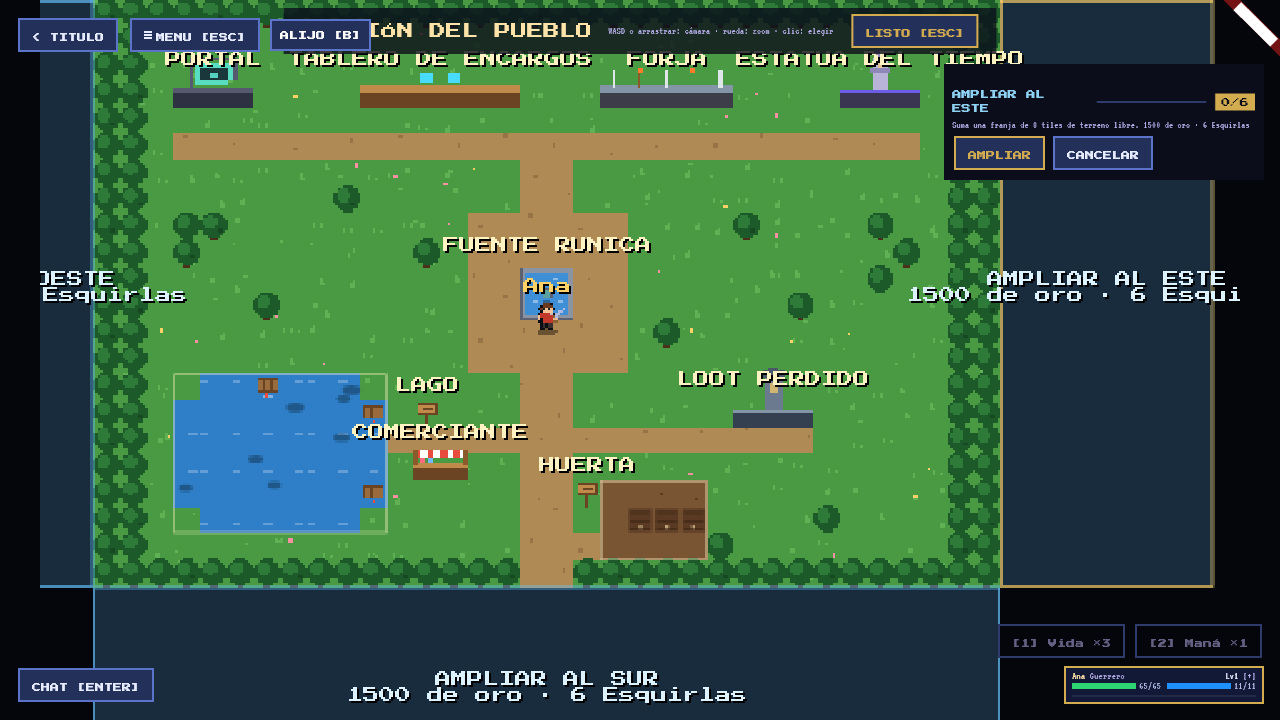 < TITULO
≡ MENU [ESC]
ALIJO [B]
IÓN DEL PUEBLO
WASD o arrastrar: cámara · rueda: zoom · clic: elegir
LISTO [ESC]
PORTAL
TABLERO DE ENCARGOS
FORJA
ESTATUA DEL TIEMPO
AMPLIAR AL ESTE
0/6
Suma una franja de 8 tiles de terreno libre. 1500 de oro · 6 Esquirlas
AMPLIAR
CANCELAR
FUENTE RUNICA
Ana
OESTE
Esquirlas
AMPLIAR AL ESTE
1500 de oro · 6 Esqui
LAGO
LOOT PERDIDO
COMERCIANTE
HUERTA
AMPLIAR AL SUR
1500 de oro · 6 Esquirlas
[1] Vida ×3
[2] Maná ×1
CHAT [ENTER]
Ana Guerrero
Lv1 [+]
65/65
11/11